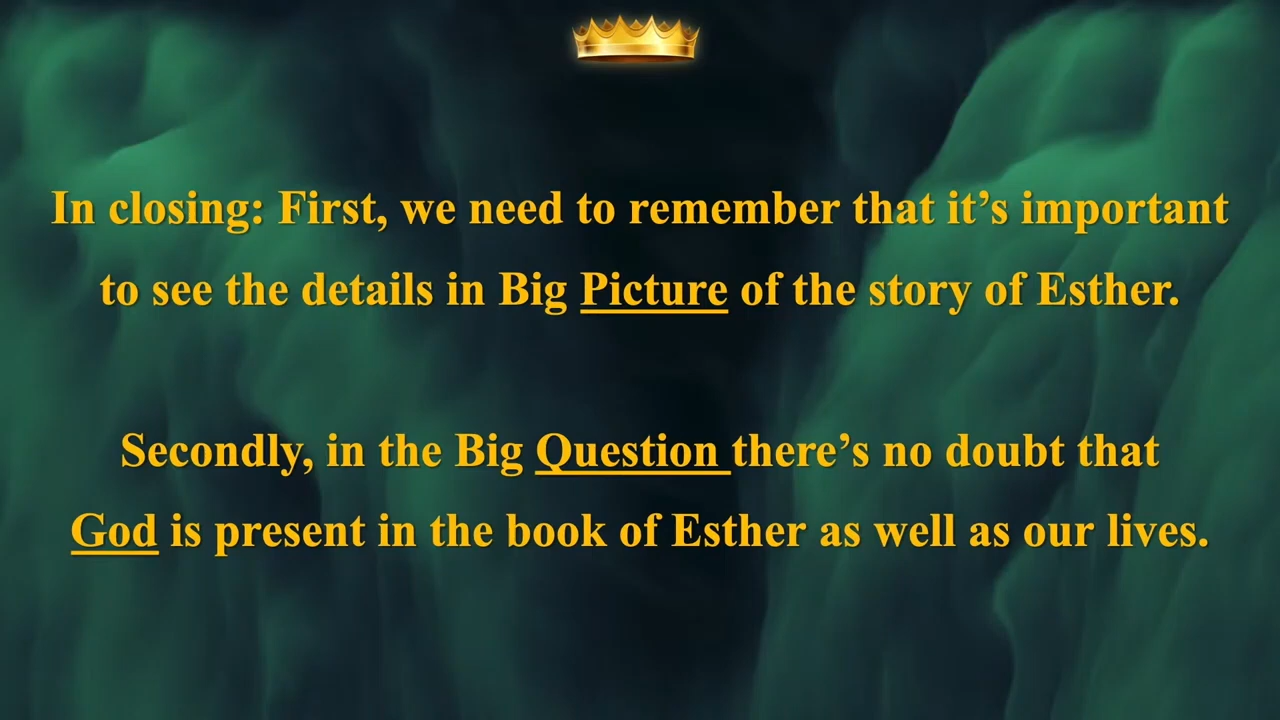 In closing: First, we need to remember that it’s important
to see the details in Big Picture of the story of Esther.
Secondly, in the Big Question there’s no doubt that
God is present in the book of Esther as well as our lives.